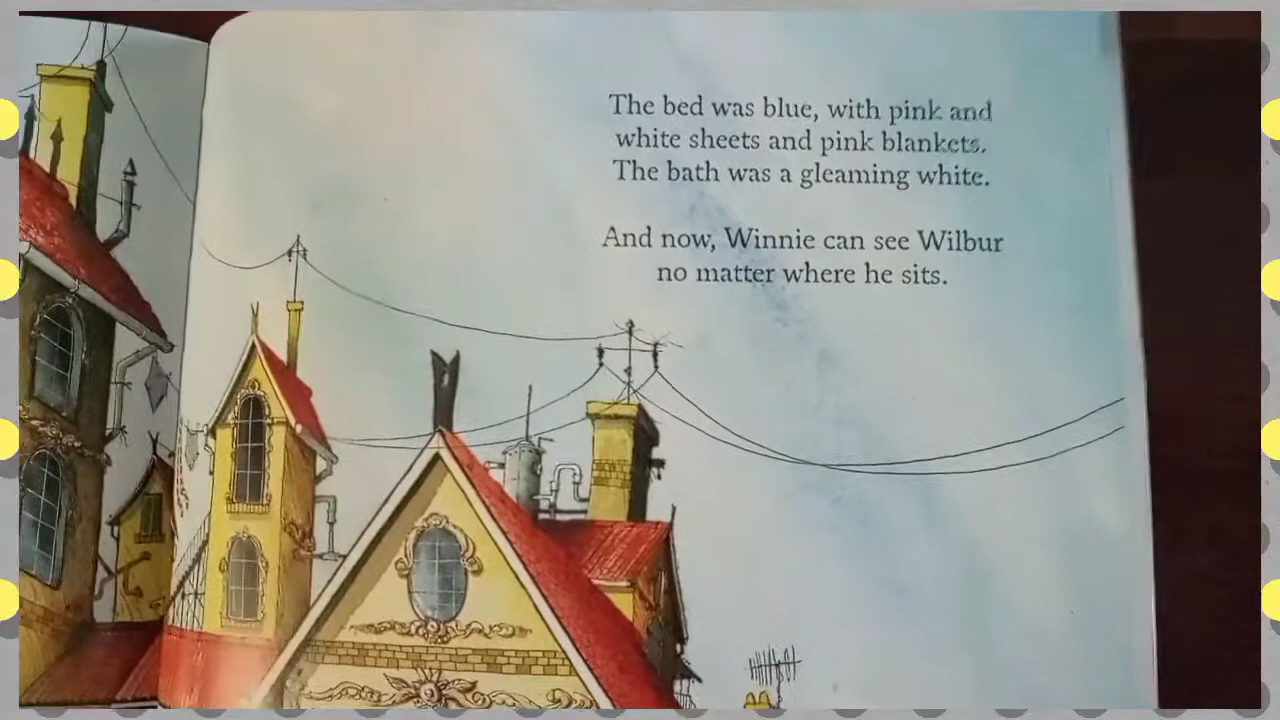 The bed was blue, with pink and
white sheets and pink blankets.
The bath was a gleaming white.
And now, Winnie can see Wilbur
no matter where he sits.